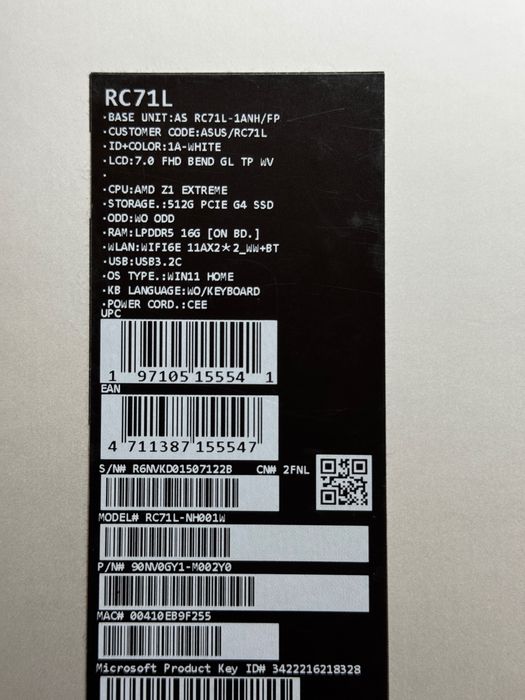 RC71L
·BASE UNIT:AS RC71L-1ANH/FP
·CUSTOMER CODE:ASUS/RC71L
·ID+COLOR:1A-WHITE
·LCD:7.0 FHD BEND GL TP WV
·
·CPU:AMD Z1 EXTREME
·STORAGE.:512G PCIE G4 SSD
·ODD:WO ODD
·RAM:LPDDR5 16G [ON BD.]
·WLAN:WIFI6E 11AX2*2_WW+BT
·USB:USB3.2C
·OS TYPE.:WIN11 HOME
·KB LANGUAGE:WO/KEYBOARD
·POWER CORD.:CEE
UPC
1 97105 15554 1
EAN
4 711387 155547
S/N# R6NVKD01507122B CN# 2FNL
MODEL# RC71L-NH001W
P/N# 90NV0GY1-M002Y0
MAC# 00410EB9F255
Microsoft Product Key ID# 3422216218328